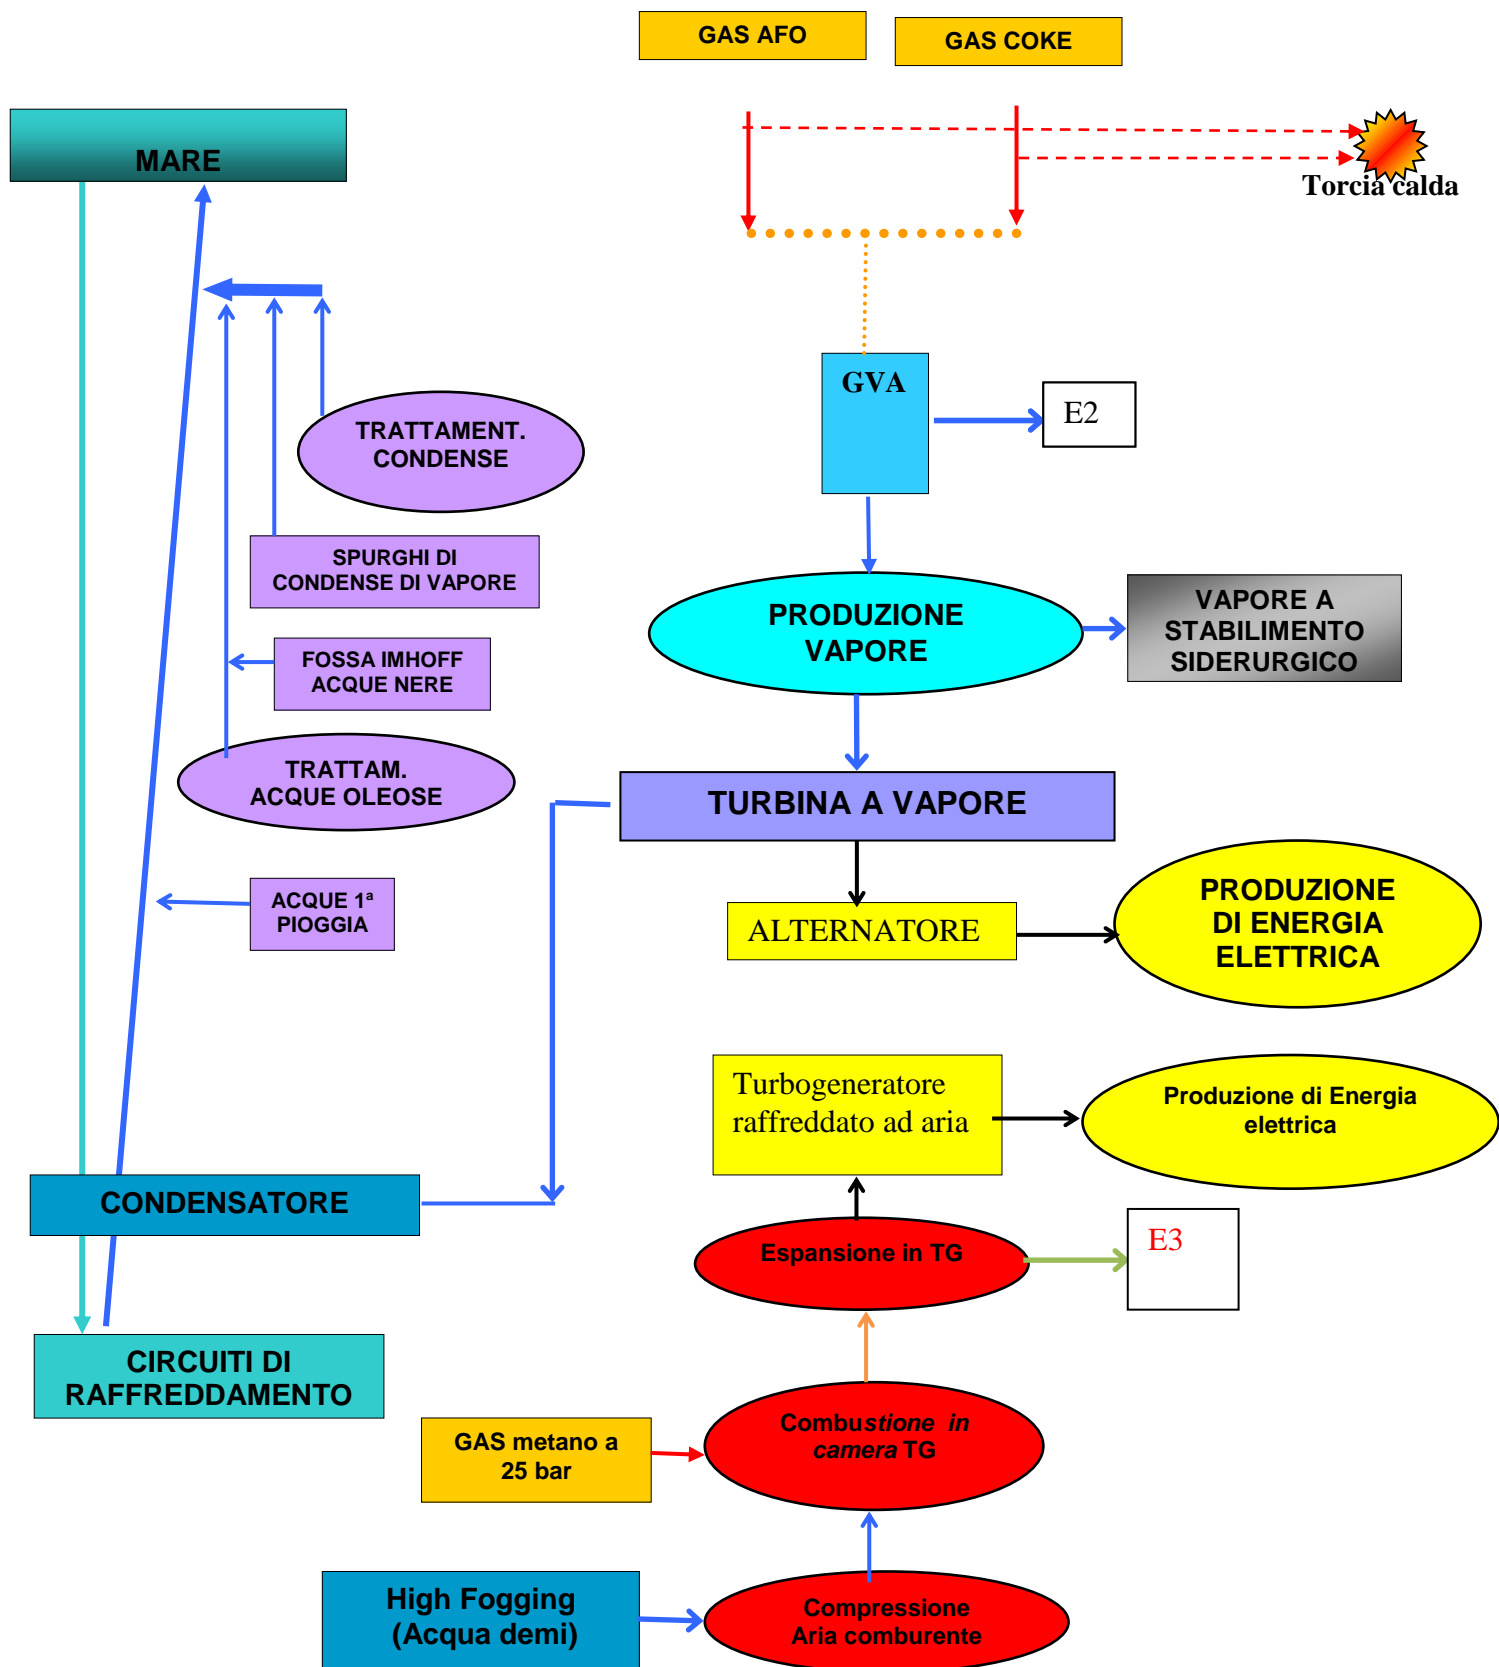 GAS AFO
GAS COKE
MARE
Torcia calda
GVA
E2
TRATTAMENT.
CONDENSE
SPURGHI DI
CONDENSE DI VAPORE
PRODUZIONE
VAPORE
VAPORE A
STABILIMENTO
SIDERURGICO
FOSSA IMHOFF
ACQUE NERE
TRATTAM.
ACQUE OLEOSE
TURBINA A VAPORE
ACQUE 1ª
PIOGGIA
ALTERNATORE
PRODUZIONE
DI ENERGIA
ELETTRICA
Turbogeneratore
raffreddato ad aria
Produzione di Energia
elettrica
CONDENSATORE
Espansione in TG
E3
CIRCUITI DI
RAFFREDDAMENTO
GAS metano a
25 bar
Combustione in
camera TG
High Fogging
(Acqua demi)
Compressione
Aria comburente